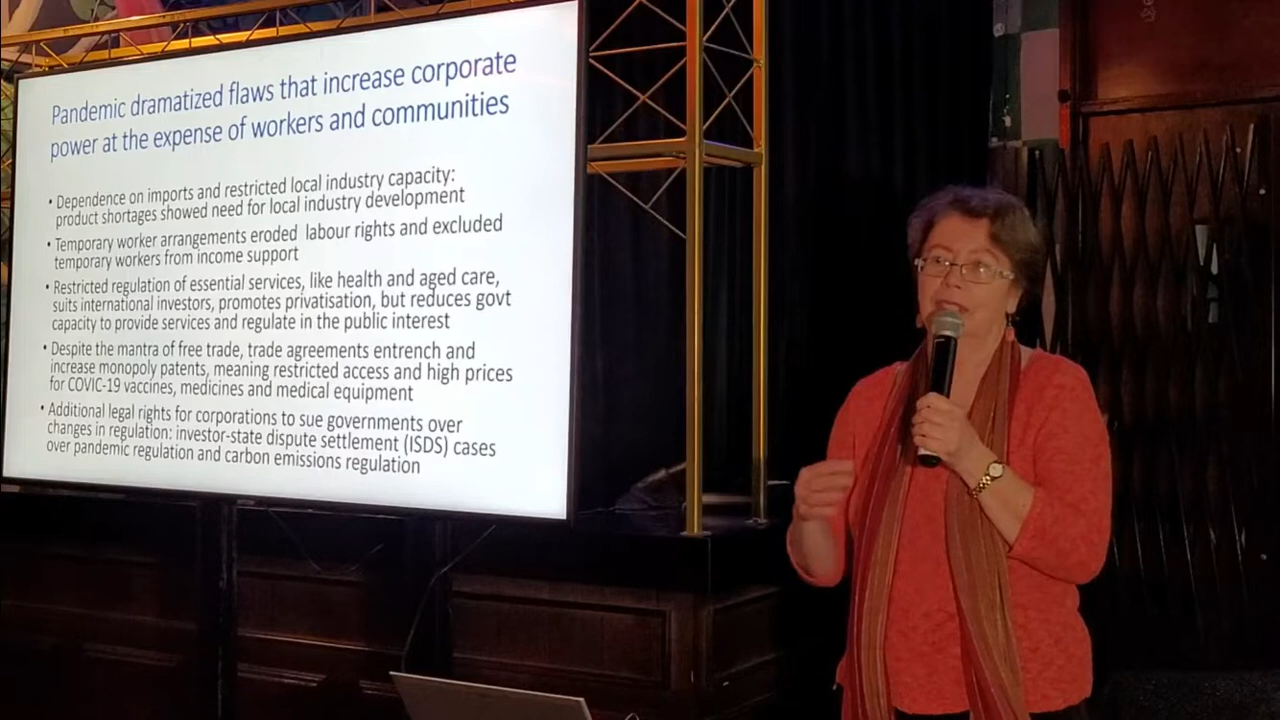 Pandemic dramatized flaws that increase corporate
power at the expense of workers and communities
• Dependence on imports and restricted local industry capacity:
product shortages showed need for local industry development
• Temporary worker arrangements eroded labour rights and excluded
temporary workers from income support
• Restricted regulation of essential services, like health and aged care,
suits international investors, promotes privatisation, but reduces govt
capacity to provide services and regulate in the public interest
• Despite the mantra of free trade, trade agreements entrench and
increase monopoly patents, meaning restricted access and high prices
for COVIC-19 vaccines, medicines and medical equipment
• Additional legal rights for corporations to sue governments over
changes in regulation: investor-state dispute settlement (ISDS) cases
over pandemic regulation and carbon emissions regulation